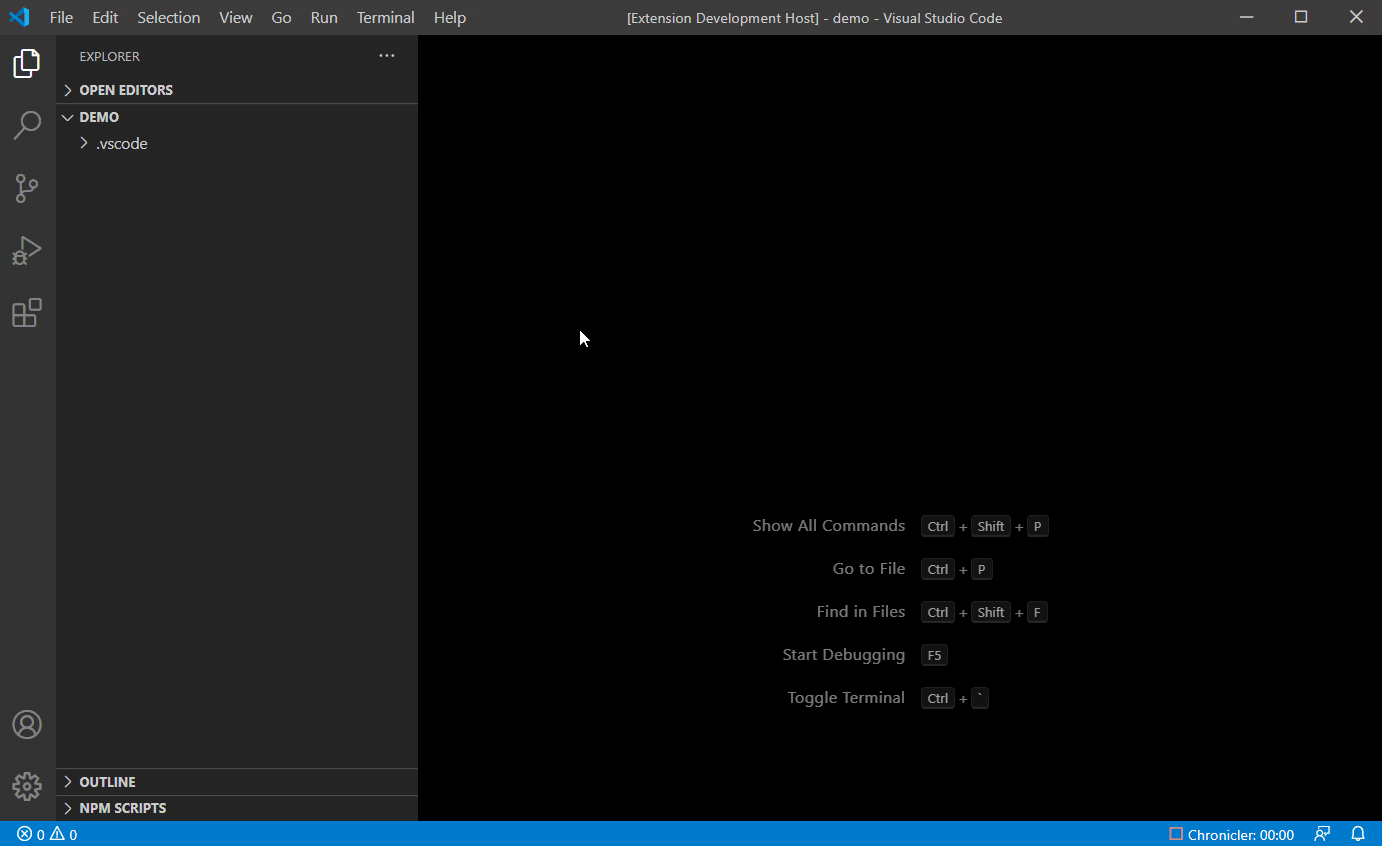 File Edit Selection View Go Run Terminal Help [Extension Development Host] - demo - Visual Studio Code
EXPLORER
OPEN EDITORS
DEMO
.vscode
Show All Commands Ctrl + Shift + P
Go to File Ctrl + P
Find in Files Ctrl + Shift + F
Start Debugging F5
Toggle Terminal Ctrl + `
OUTLINE
NPM SCRIPTS
0 0 Chronicler: 00:00